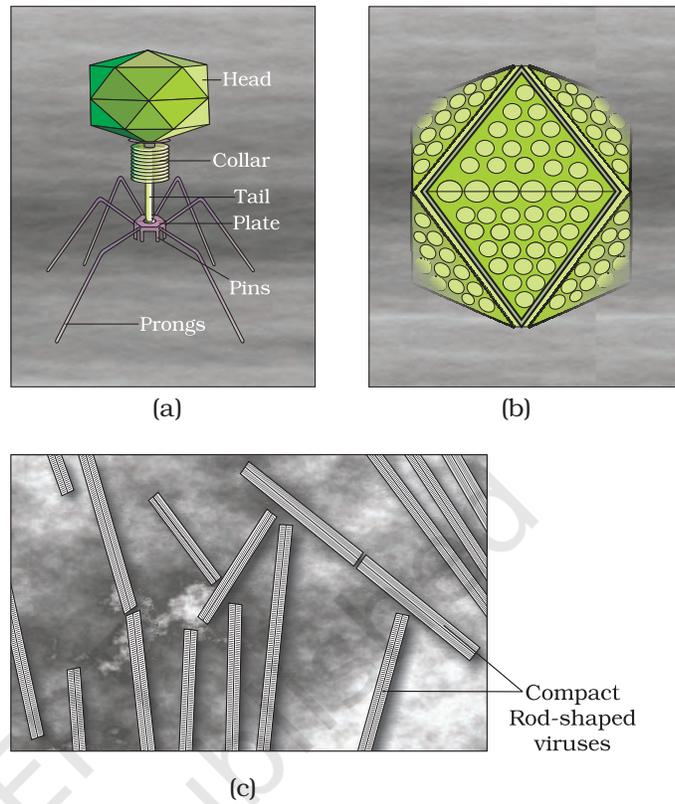 Head
Collar
Tail
Plate
Pins
Prongs
(a)
(b)
Compact
Rod-shaped
viruses
(c)